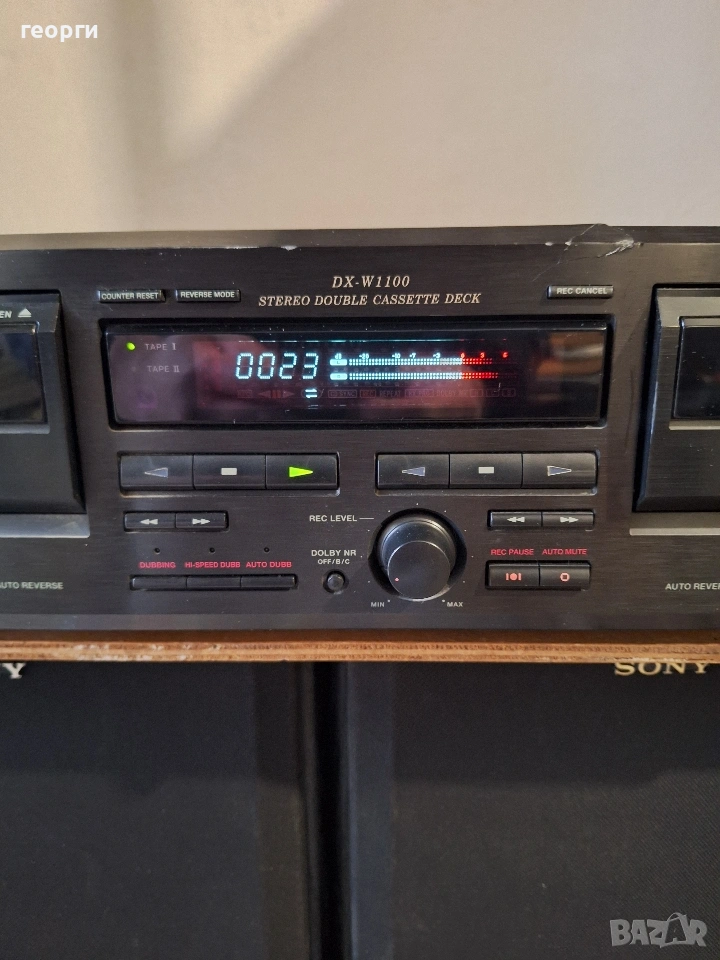 георги
DX-W1100
STEREO DOUBLE CASSETTE DECK
COUNTER RESET REVERSE MODE REC CANCEL
EN
TAPE I
TAPE II
0023
REC LEVEL
DOLBY NR
OFF/B/C
REC PAUSE AUTO MUTE
DUBBING HI-SPEED DUBB AUTO DUBB
MIN MAX
AUTO REVERSE AUTO REVER
Y SONY
BAZAR